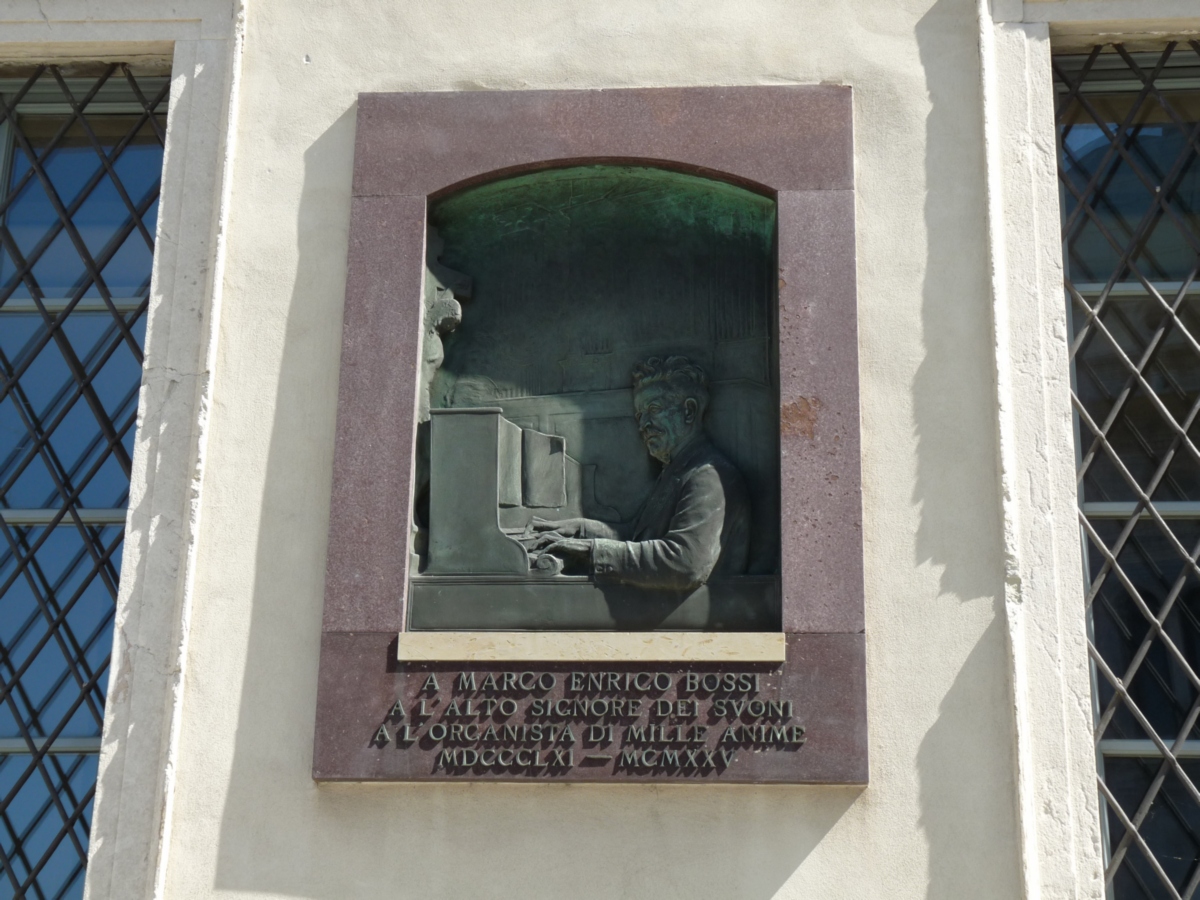 A MARCO ENRICO BOSSI
A L'ALTO SIGNORE DEI SVONI
A L'ORGANISTA DI MILLE ANIME
MDCCCLXI — MCMXXV